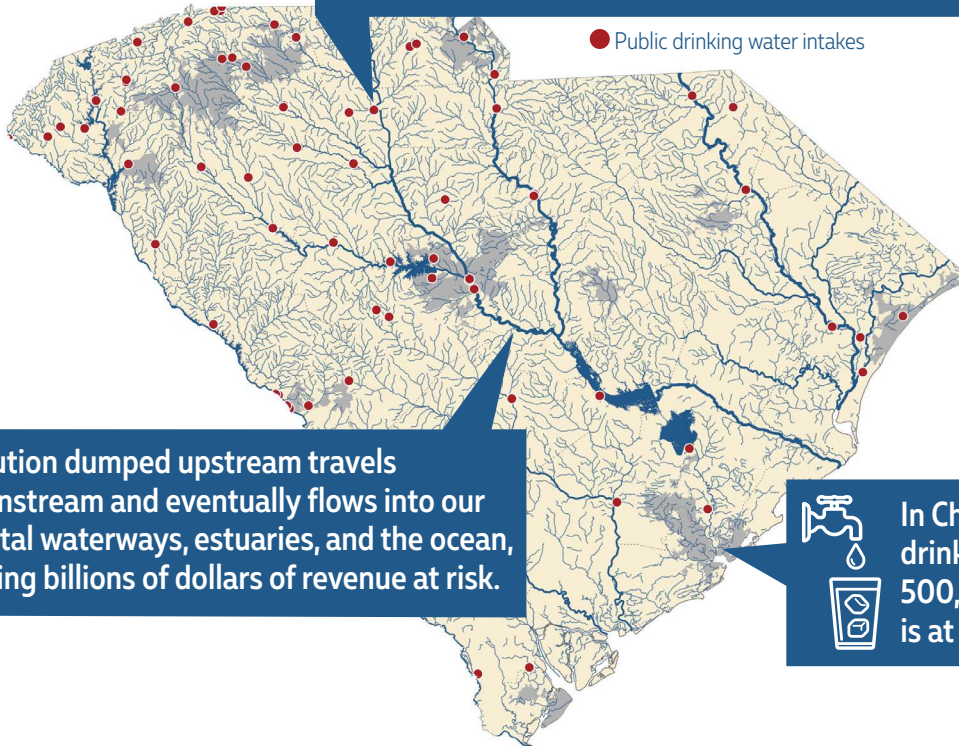 Public drinking water intakes
ution dumped upstream travels
nstream and eventually flows into our
tal waterways, estuaries, and the ocean,
ing billions of dollars of revenue at risk.
In Ch
drink
500,
is at